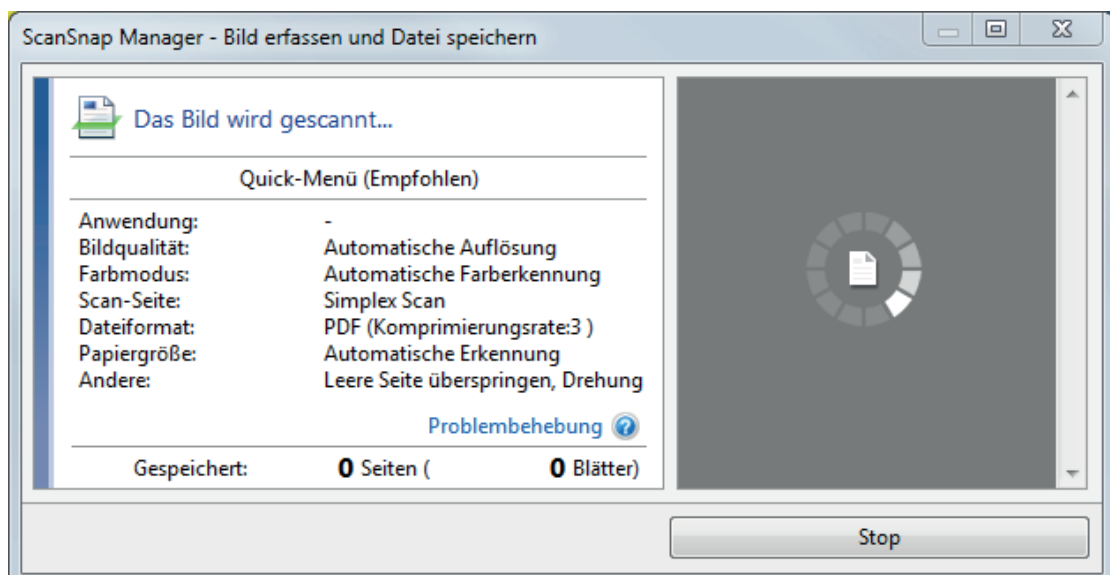 ScanSnap Manager - Bild erfassen und Datei speichern
Das Bild wird gescannt...
Quick-Menü (Empfohlen)
Anwendung: -
Bildqualität: Automatische Auflösung
Farbmodus: Automatische Farberkennung
Scan-Seite: Simplex Scan
Dateiformat: PDF (Komprimierungsrate:3 )
Papiergröße: Automatische Erkennung
Andere: Leere Seite überspringen, Drehung
Problembehebung
Gespeichert: 0 Seiten ( 0 Blätter)
Stop